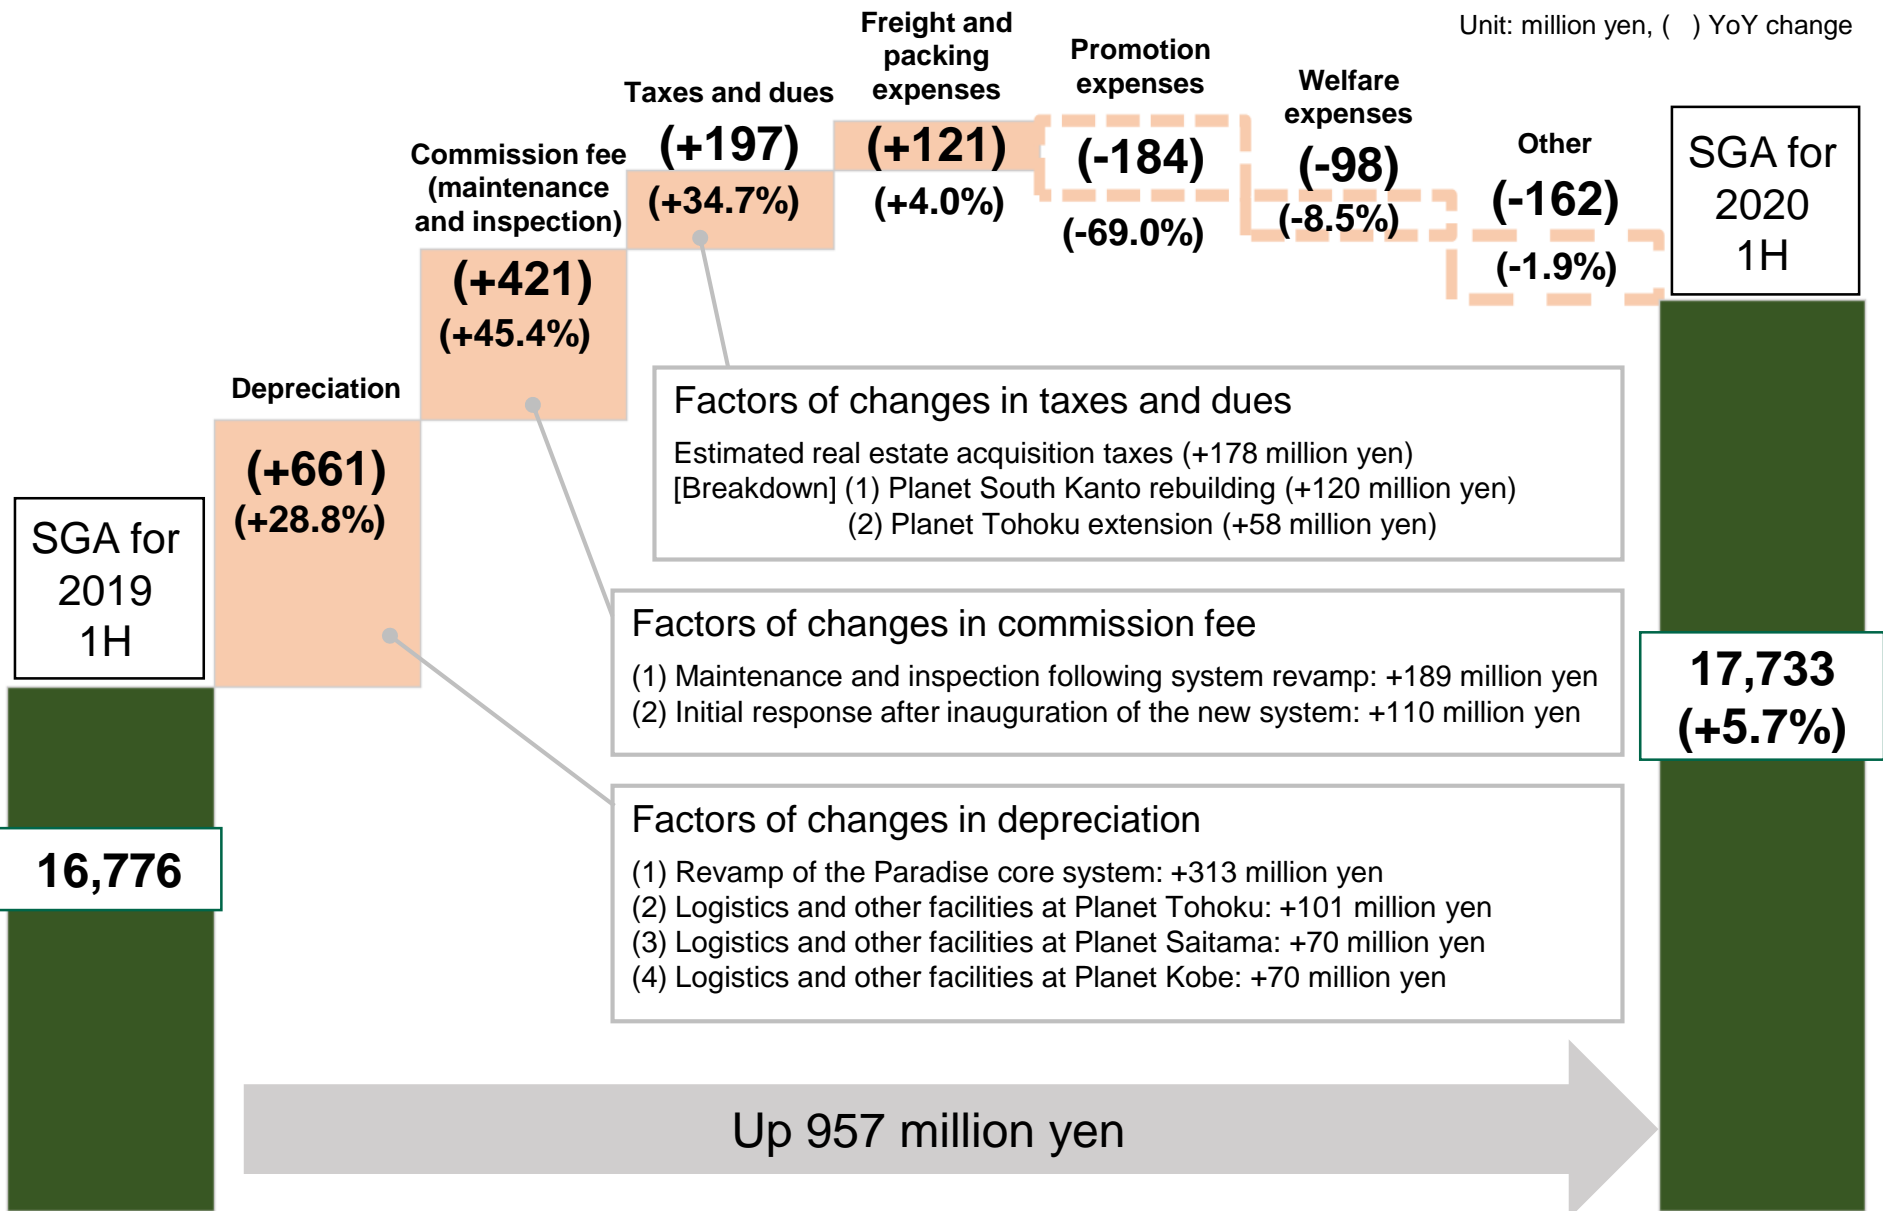 Unit: million yen, (   ) YoY change
SGA for
2019
1H
16,776
Depreciation
(+661)
(+28.8%)
Commission fee
(maintenance
and inspection)
(+421)
(+45.4%)
Taxes and dues
(+197)
(+34.7%)
Freight and
packing
expenses
(+121)
(+4.0%)
Promotion
expenses
(-184)
(-69.0%)
Welfare
expenses
(-98)
(-8.5%)
Other
(-162)
(-1.9%)
SGA for
2020
1H
17,733
(+5.7%)
Factors of changes in taxes and dues
Estimated real estate acquisition taxes (+178 million yen)
[Breakdown] (1) Planet South Kanto rebuilding (+120 million yen)
(2) Planet Tohoku extension (+58 million yen)
Factors of changes in commission fee
(1) Maintenance and inspection following system revamp: +189 million yen
(2) Initial response after inauguration of the new system: +110 million yen
Factors of changes in depreciation
(1) Revamp of the Paradise core system: +313 million yen
(2) Logistics and other facilities at Planet Tohoku: +101 million yen
(3) Logistics and other facilities at Planet Saitama: +70 million yen
(4) Logistics and other facilities at Planet Kobe: +70 million yen
Up 957 million yen